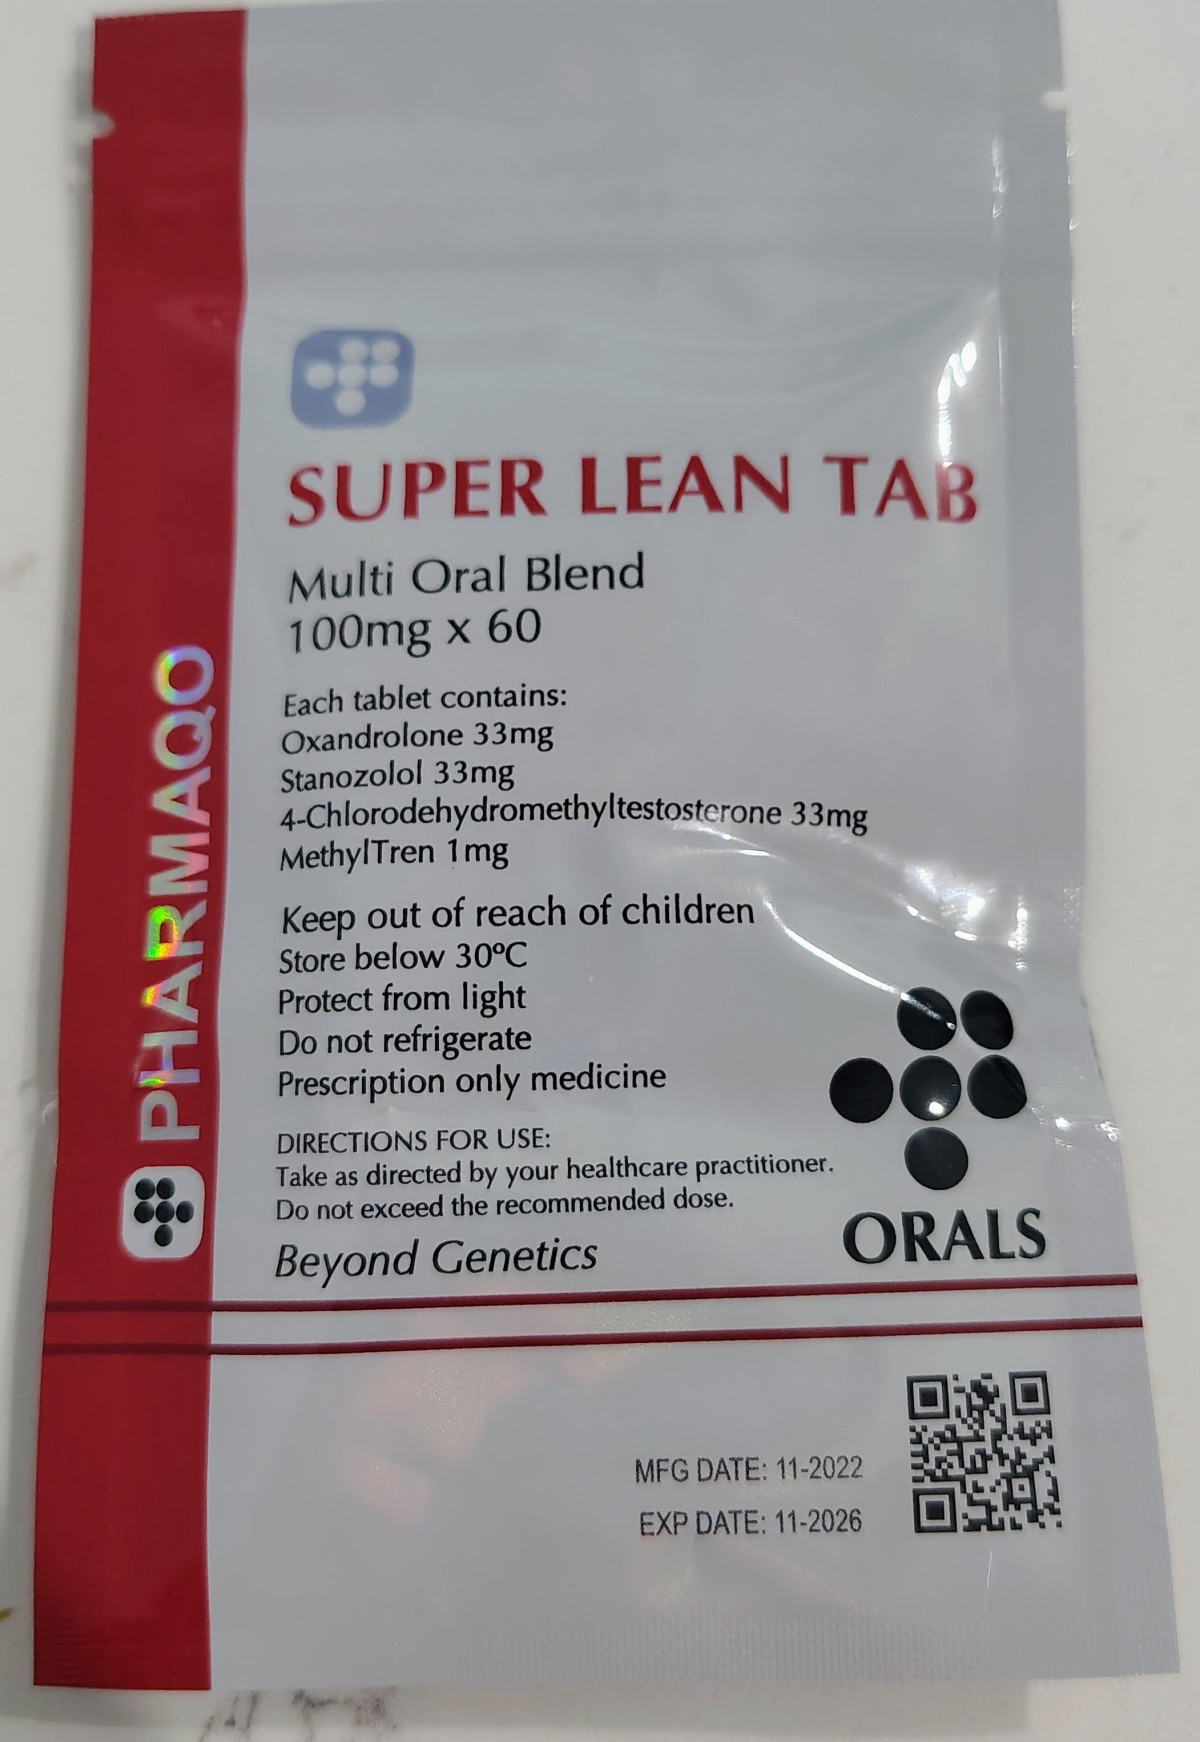 SUPER LEAN TAB
Multi Oral Blend
100mg x 60
Each tablet contains:
Oxandrolone 33mg
Stanozolol 33mg
4-Chlorodehydromethyltestosterone 33mg
MethylTren 1mg
Keep out of reach of children
Store below 30ºC
Protect from light
Do not refrigerate
Prescription only medicine
DIRECTIONS FOR USE:
Take as directed by your healthcare practitioner.
Do not exceed the recommended dose.
Beyond Genetics
ORALS
PHARMAQO
MFG DATE: 11-2022
EXP DATE: 11-2026